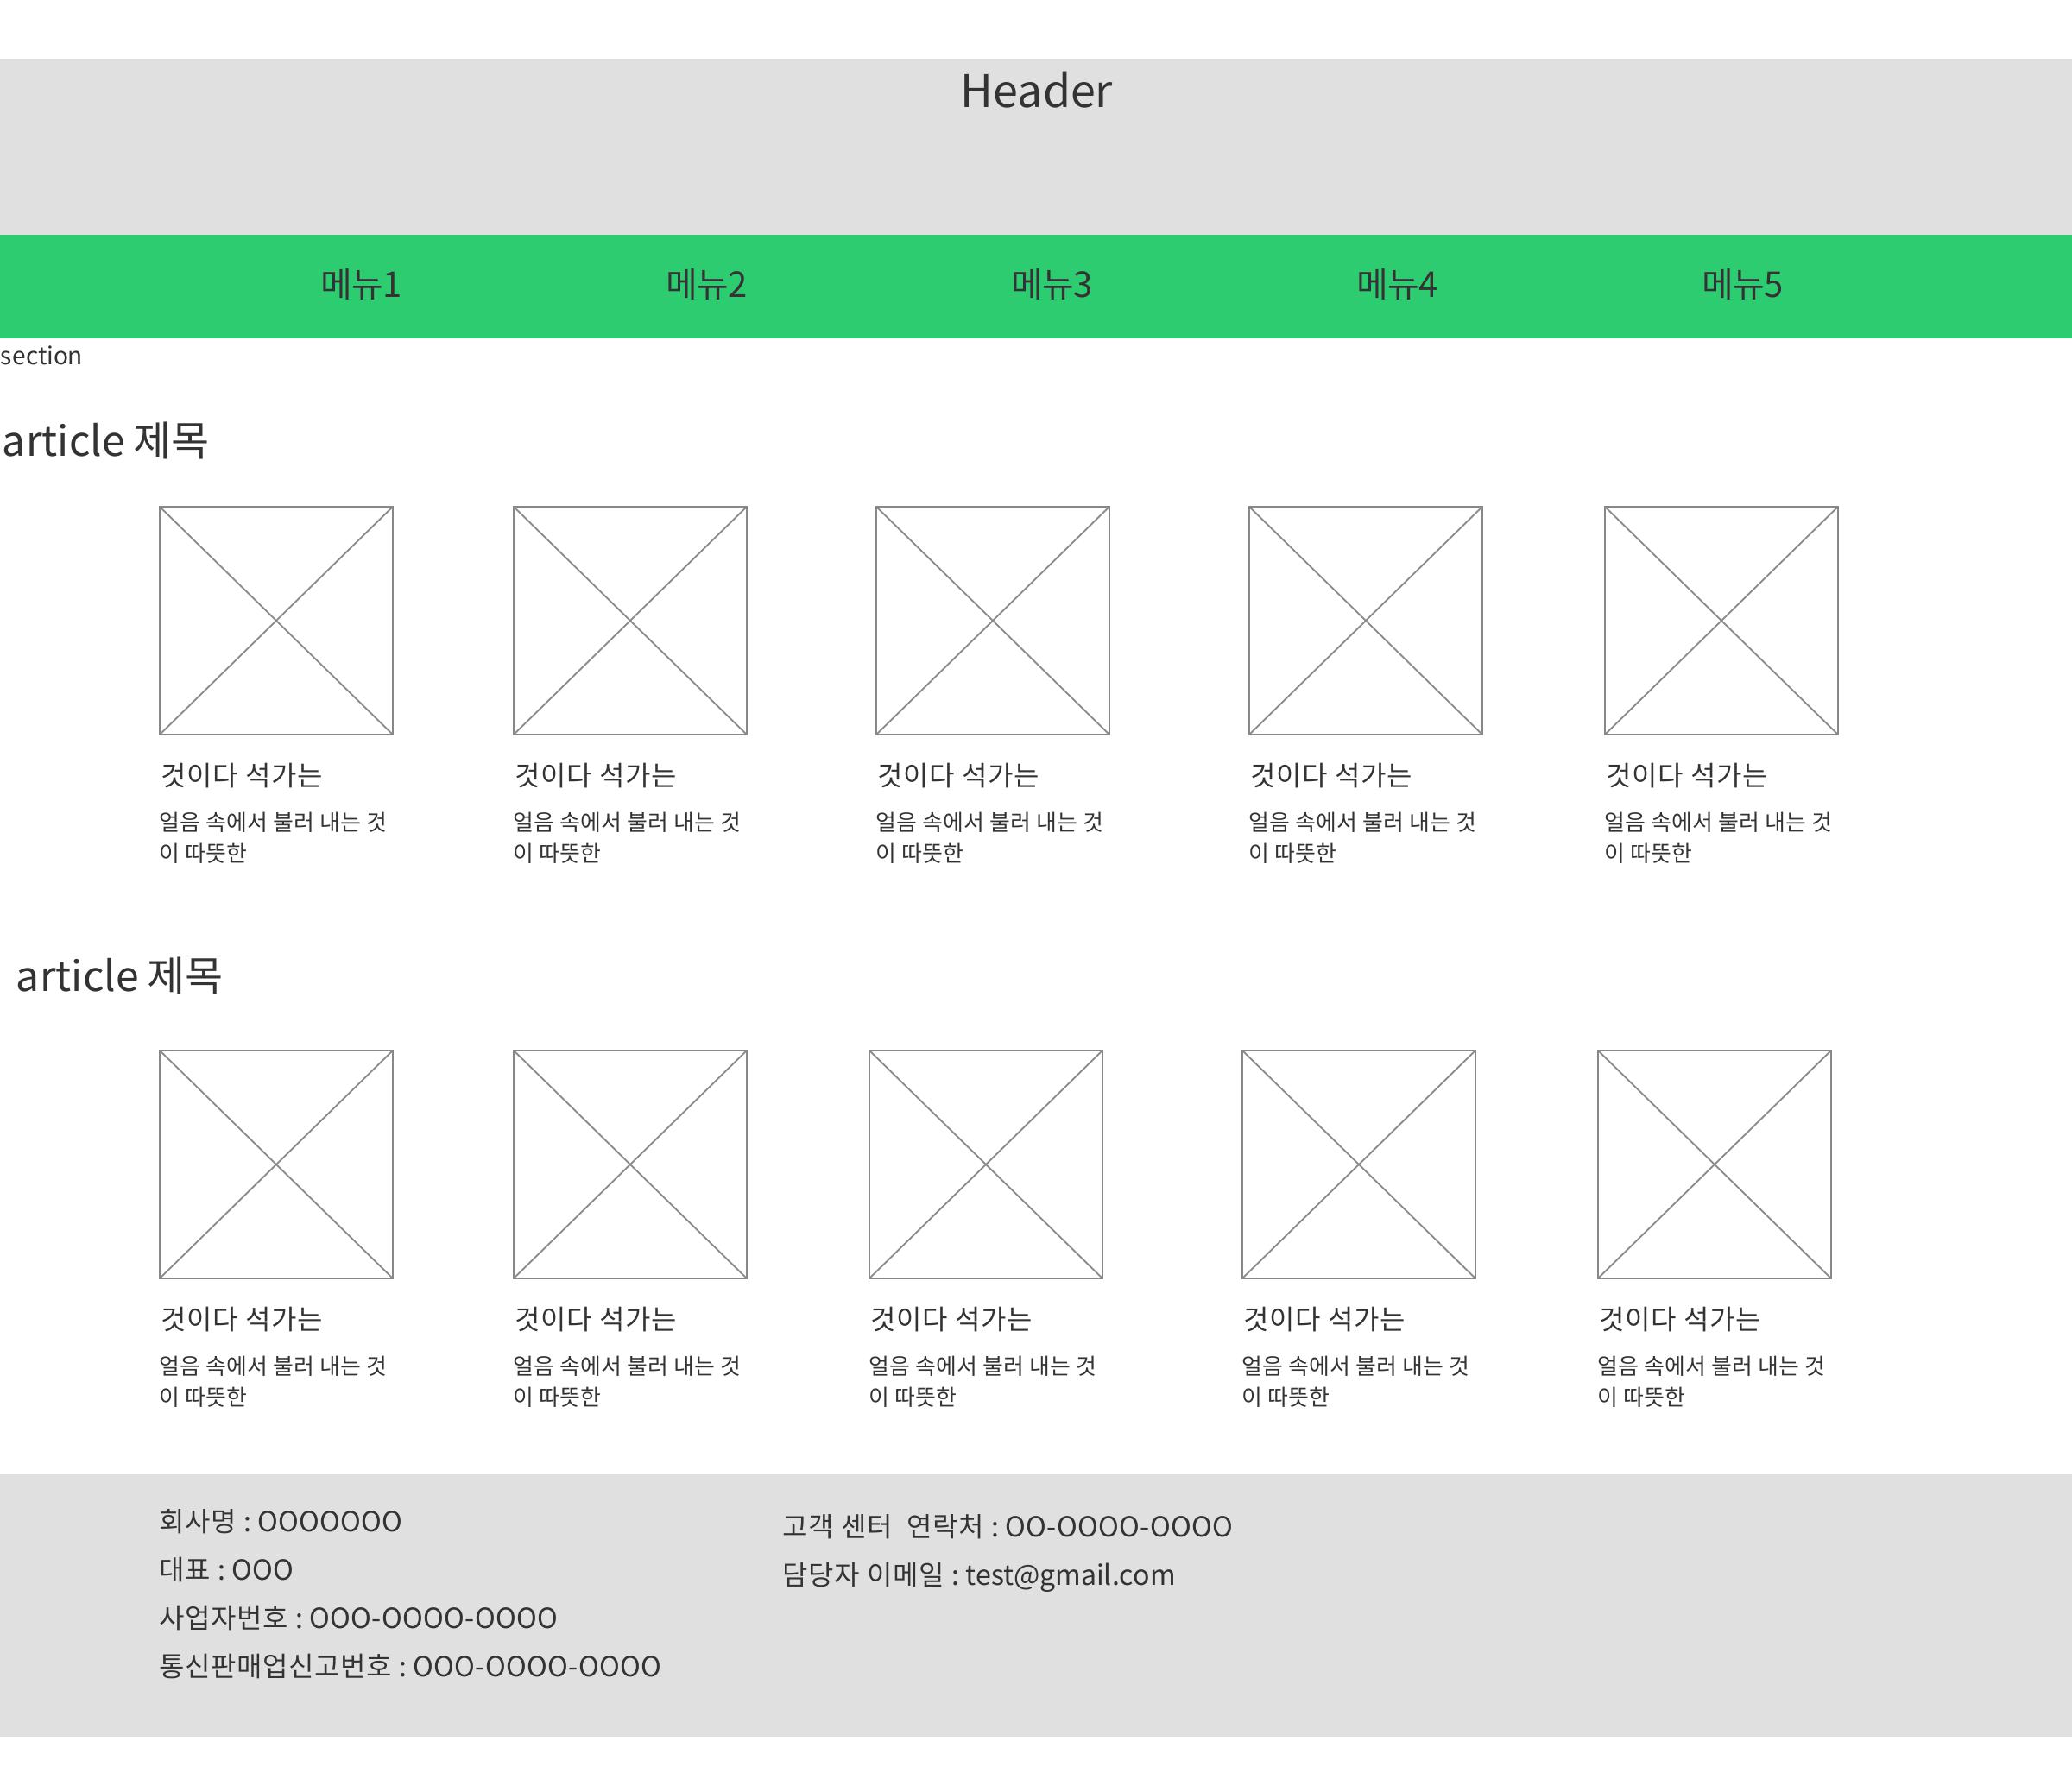 Header
메뉴1 메뉴2 메뉴3 메뉴4 메뉴5
section
article 제목
것이다 석가는 것이다 석가는 것이다 석가는 것이다 석가는 것이다 석가는
얼음 속에서 불러 내는 것 얼음 속에서 불러 내는 것 얼음 속에서 불러 내는 것 얼음 속에서 불러 내는 것 얼음 속에서 불러 내는 것
이 따뜻한 이 따뜻한 이 따뜻한 이 따뜻한 이 따뜻한
article 제목
것이다 석가는 것이다 석가는 것이다 석가는 것이다 석가는 것이다 석가는
얼음 속에서 불러 내는 것 얼음 속에서 불러 내는 것 얼음 속에서 불러 내는 것 얼음 속에서 불러 내는 것 얼음 속에서 불러 내는 것
이 따뜻한 이 따뜻한 이 따뜻한 이 따뜻한 이 따뜻한
회사명 : OOOOOOO
대표 : OOO
사업자번호 : OOO-OOOO-OOOO
통신판매업신고번호 : OOO-OOOO-OOOO
고객 센터  연락처 : OO-OOOO-OOOO
담당자 이메일 : test@gmail.com